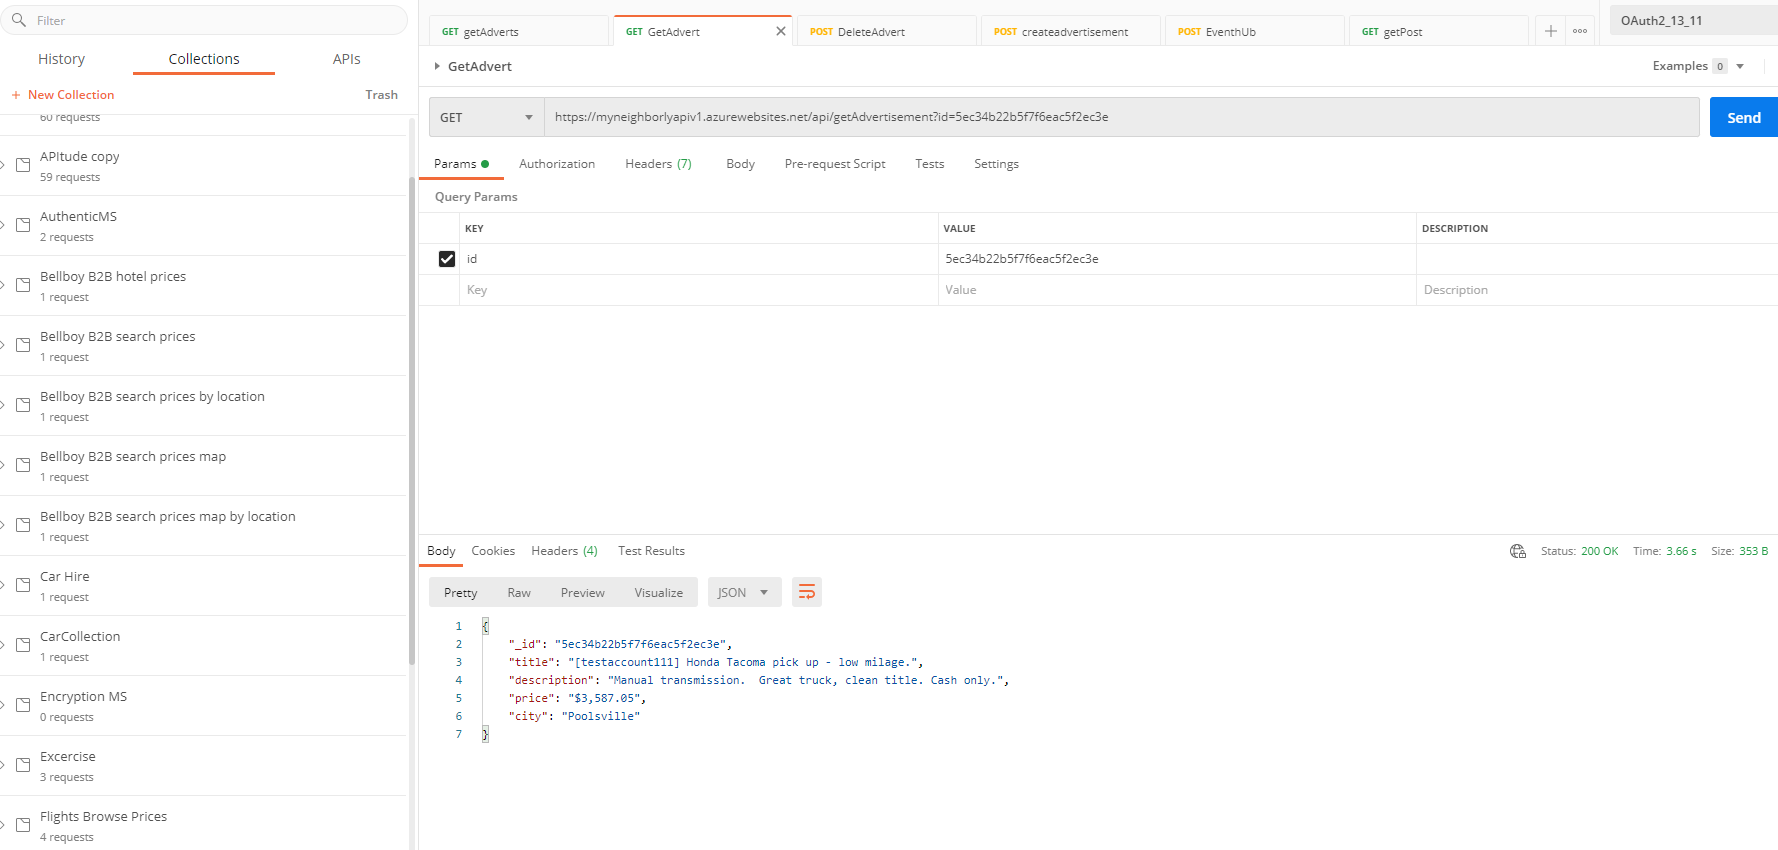 Filter
History Collections APIs
+ New Collection Trash
60 requests
APItude copy
59 requests
AuthenticMS
2 requests
Bellboy B2B hotel prices
1 request
Bellboy B2B search prices
1 request
Bellboy B2B search prices by location
1 request
Bellboy B2B search prices map
1 request
Bellboy B2B search prices map by location
1 request
Car Hire
1 request
CarCollection
1 request
Encryption MS
0 requests
Excercise
3 requests
Flights Browse Prices
4 requests
GET getAdverts GET GetAdvert POST DeleteAdvert POST createadvertisement POST EventHub GET getPost OAuth2_13_11
GetAdvert Examples 0
GET https://myneighborlyapiv1.azurewebsites.net/api/getAdvertisement?id=5ec34b22b5f7f6eac5f2ec3e Send
Params Authorization Headers (7) Body Pre-request Script Tests Settings
Query Params
KEY VALUE DESCRIPTION
id 5ec34b22b5f7f6eac5f2ec3e
Key Value Description
Body Cookies Headers (4) Test Results Status: 200 OK Time: 3.66 s Size: 353 B
Pretty Raw Preview Visualize JSON
1 {
2 "_id": "5ec34b22b5f7f6eac5f2ec3e",
3 "title": "[testaccount111] Honda Tacoma pick up - low milage.",
4 "description": "Manual transmission.  Great truck, clean title. Cash only.",
5 "price": "$3,587.05",
6 "city": "Poolsville"
7 }